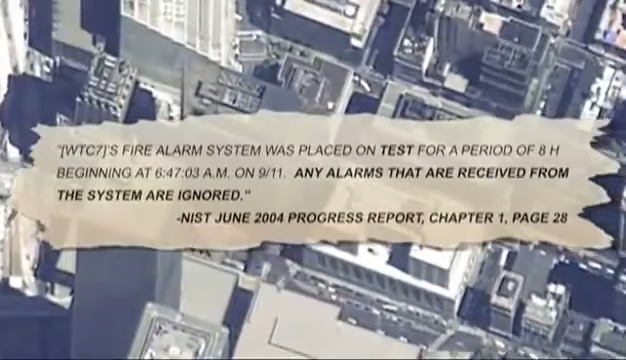 "[WTC7]'S FIRE ALARM SYSTEM WAS PLACED ON TEST FOR A PERIOD OF 8 H
BEGINNING AT 6:47:03 A.M. ON 9/11. ANY ALARMS THAT ARE RECEIVED FROM
THE SYSTEM ARE IGNORED."
-NIST JUNE 2004 PROGRESS REPORT, CHAPTER 1, PAGE 28